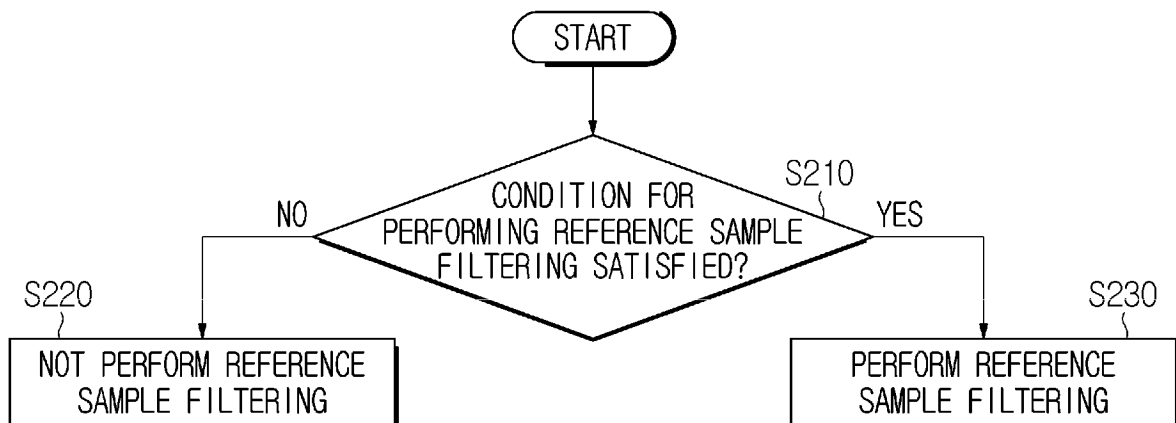 START
S210
CONDITION FOR
PERFORMING REFERENCE SAMPLE
FILTERING SATISFIED?
NO
YES
S220
NOT PERFORM REFERENCE
SAMPLE FILTERING
S230
PERFORM REFERENCE
SAMPLE FILTERING